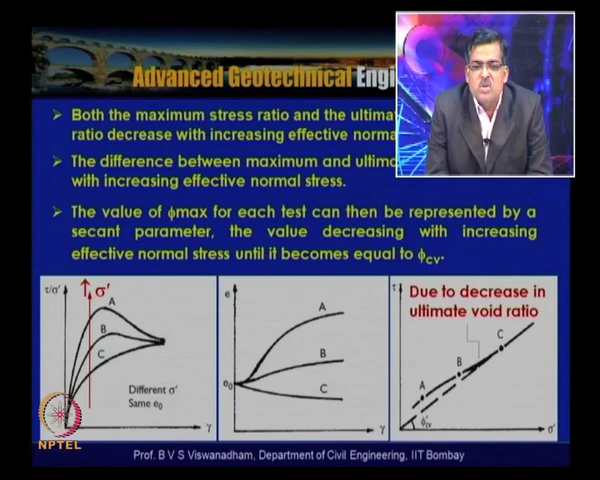 Advanced Geotechnical Engi
➢ Both the maximum stress ratio and the ultima
ratio decrease with increasing effective norma
➢ The difference between maximum and ultima
with increasing effective normal stress.
➢ The value of ϕmax for each test can then be represented by a
secant parameter, the value decreasing with increasing
effective normal stress until it becomes equal to ϕcv.
τ/σ'
↑ σ'
A
B
C
Different σ'
Same e₀
γ
e
A
B
e₀
C
γ
τ
Due to decrease in
ultimate void ratio
C
B
A
ϕ'cv
σ'
NPTEL
Prof. B V S Viswanadham, Department of Civil Engineering, IIT Bombay